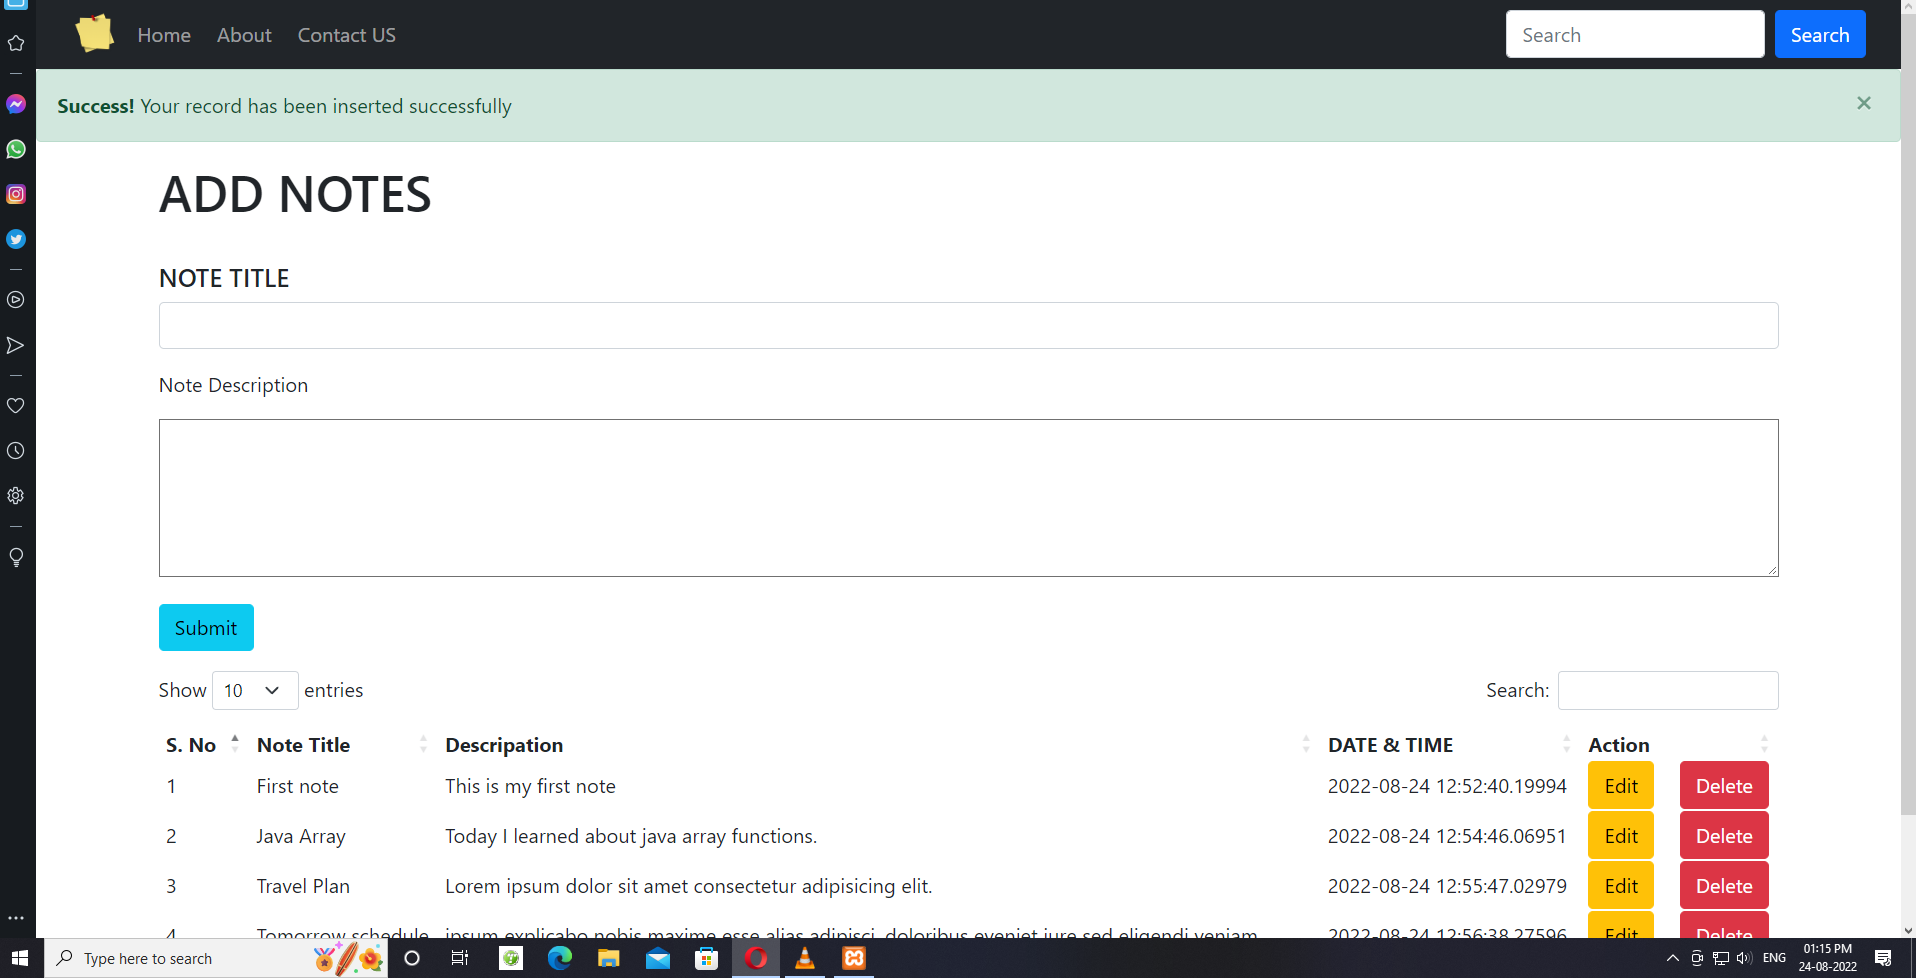 Home About Contact US Search Search
Success! Your record has been inserted successfully
ADD NOTES
NOTE TITLE
Note Description
Submit
Show 10 entries Search:
S. No Note Title Descripation DATE & TIME Action
1 First note This is my first note 2022-08-24 12:52:40.19994 Edit Delete
2 Java Array Today I learned about java array functions. 2022-08-24 12:54:46.06951 Edit Delete
3 Travel Plan Lorem ipsum dolor sit amet consectetur adipisicing elit. 2022-08-24 12:55:47.02979 Edit Delete
4 Tomorrow schedule ipsum explicabo nobis maxime esse alias adipisci, doloribus eveniet iure sed eligendi veniam 2022-08-24 12:56:38.27596 Edit Delete
Type here to search ENG 01:15 PM
24-08-2022